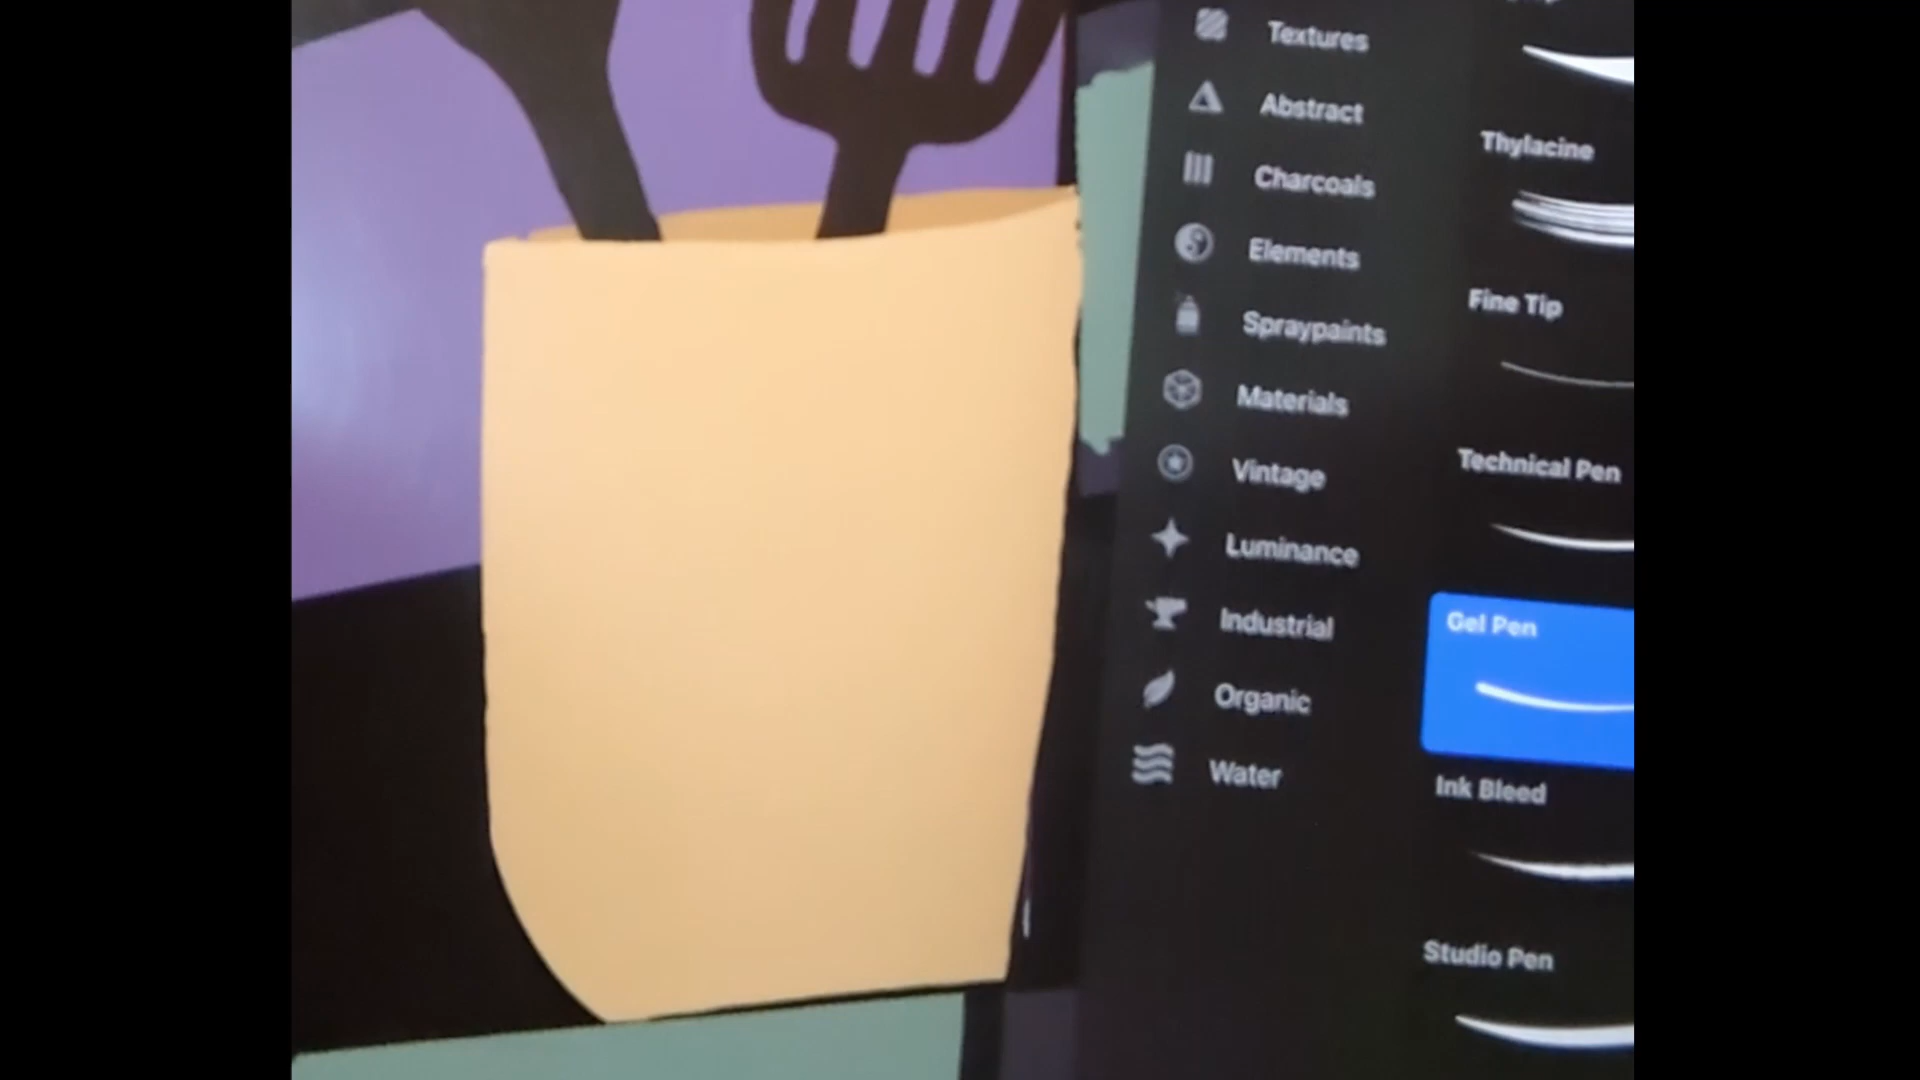 Textures
Abstract
Charcoals
Elements
Spraypaints
Materials
Vintage
Luminance
Industrial
Organic
Water
Thylacine
Fine Tip
Technical Pen
Gel Pen
Ink Bleed
Studio Pen